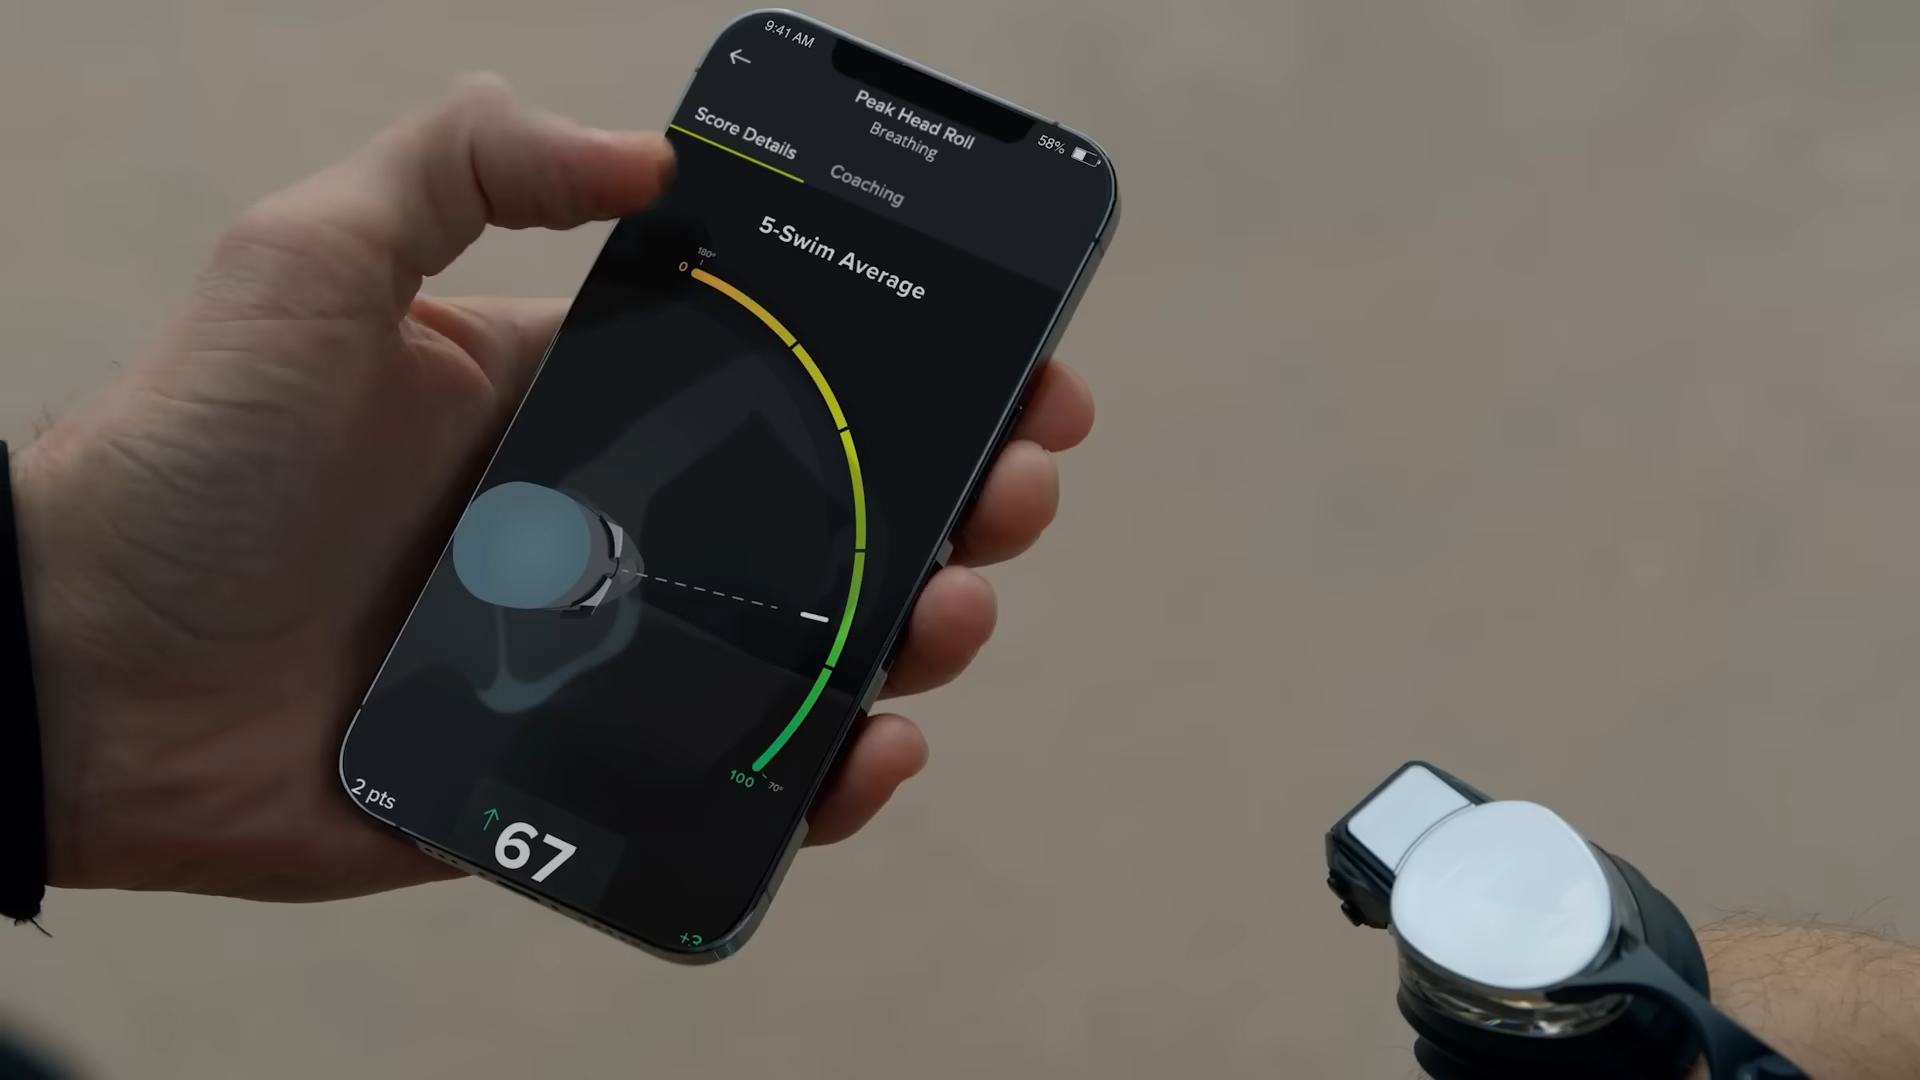 9:41 AM
58%
Peak Head Roll
Breathing
Score Details
Coaching
5-Swim Average
180°
0
100
70°
2 pts
↑67